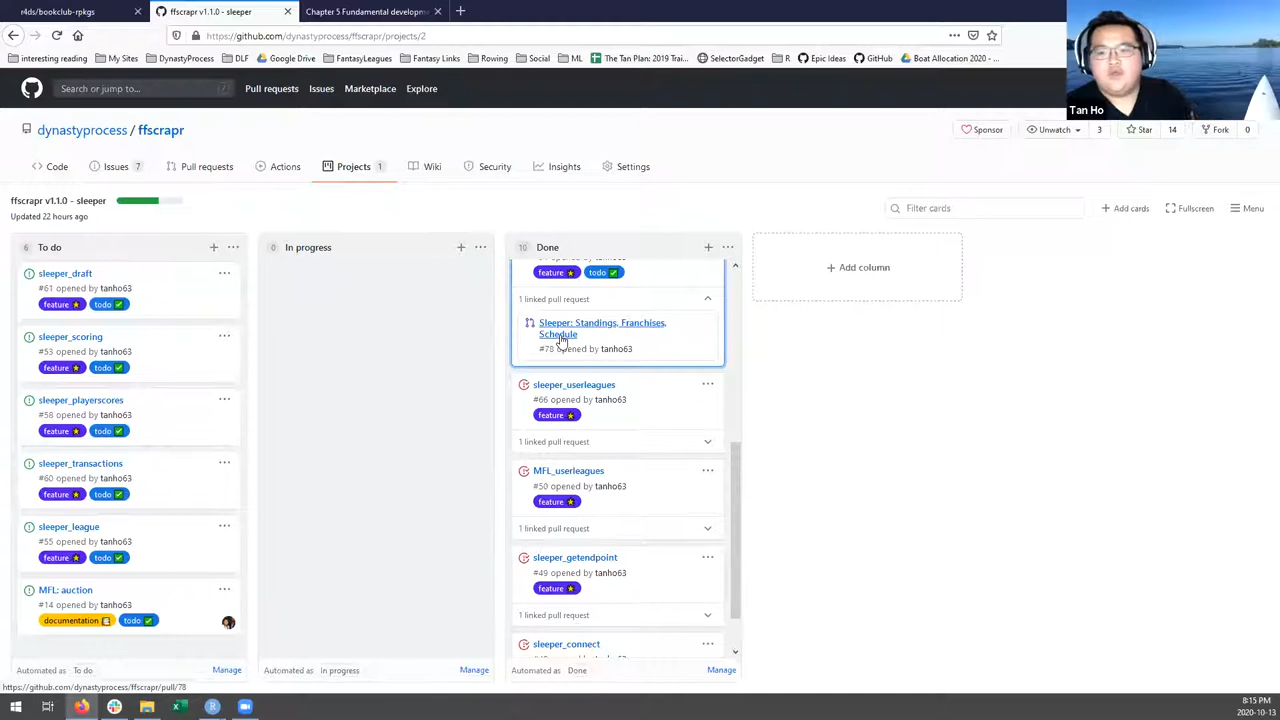 r4ds/bookclub-rpkgs
ffscrapr v1.1.0 - sleeper
Chapter 5 Fundamental developm
https://github.com/dynastyprocess/ffscrapr/projects/2
interesting reading
My Sites
DynastyProcess
DLF
Google Drive
FantasyLeagues
Fantasy Links
Rowing
Social
ML
The Tan Plan: 2019 Trai...
SelectorGadget
R
Epic Ideas
GitHub
Boat Allocation 2020 -...
Search or jump to...
/
Pull requests
Issues
Marketplace
Explore
Tan Ho
dynastyprocess / ffscrapr
Sponsor
Unwatch
3
Star
14
Fork
0
Code
Issues 7
Pull requests
Actions
Projects 1
Wiki
Security
Insights
Settings
ffscrapr v1.1.0 - sleeper
Updated 22 hours ago
Filter cards
+ Add cards
Fullscreen
Menu
6 To do
sleeper_draft
#61 opened by tanho63
feature
todo
sleeper_scoring
#53 opened by tanho63
feature
todo
sleeper_playerscores
#58 opened by tanho63
feature
todo
sleeper_transactions
#60 opened by tanho63
feature
todo
sleeper_league
#55 opened by tanho63
feature
todo
MFL: auction
#14 opened by tanho63
documentation
todo
Automated as To do
Manage
0 In progress
Automated as In progress
Manage
10 Done
feature
todo
1 linked pull request
Sleeper: Standings, Franchises,
Schedule
#78 opened by tanho63
sleeper_userleagues
#66 opened by tanho63
feature
1 linked pull request
MFL_userleagues
#50 opened by tanho63
feature
1 linked pull request
sleeper_getendpoint
#49 opened by tanho63
feature
1 linked pull request
sleeper_connect
Automated as Done
Manage
+ Add column
https://github.com/dynastyprocess/ffscrapr/pull/78
8:15 PM
2020-10-13